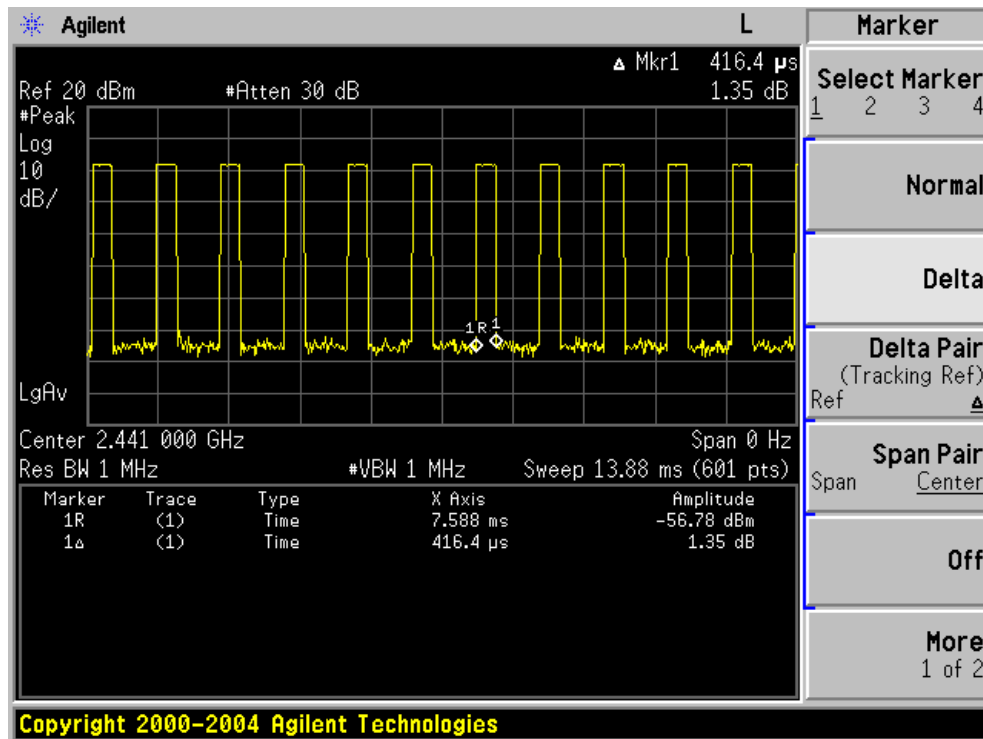 Agilent L Marker
Δ Mkr1 416.4 µs
Ref 20 dBm #Atten 30 dB 1.35 dB
#Peak
Log
10
dB/
1R 1
LgAv
Center 2.441 000 GHz Span 0 Hz
Res BW 1 MHz #VBW 1 MHz Sweep 13.88 ms (601 pts)
Marker Trace Type X Axis Amplitude
1R (1) Time 7.588 ms -56.78 dBm
1Δ (1) Time 416.4 µs 1.35 dB
Select Marker
1 2 3 4
Normal
Delta
Delta Pair
(Tracking Ref)
Ref Δ
Span Pair
Span Center
Off
More
1 of 2
Copyright 2000-2004 Agilent Technologies